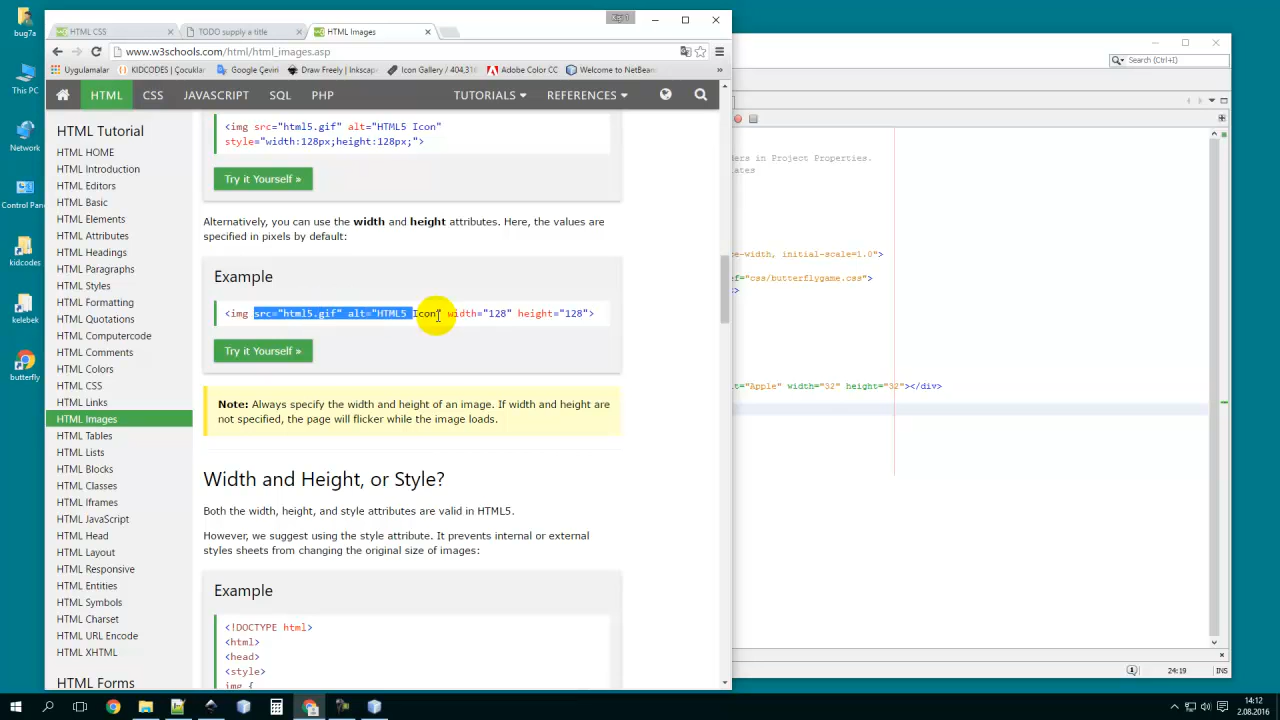 Kişi 1
HTML CSS
TODO supply a title
HTML Images
www.w3schools.com/html/html_images.asp
Uygulamalar
KIDCODES | Çocuklar
Google Çeviri
Draw Freely | Inkscape
Icon Gallery / 404,31
Adobe Color CC
Welcome to NetBean
»
HTML CSS JAVASCRIPT SQL PHP TUTORIALS REFERENCES
HTML Tutorial
HTML HOME
HTML Introduction
HTML Editors
HTML Basic
HTML Elements
HTML Attributes
HTML Headings
HTML Paragraphs
HTML Styles
HTML Formatting
HTML Quotations
HTML Computercode
HTML Comments
HTML Colors
HTML CSS
HTML Links
HTML Images
HTML Tables
HTML Lists
HTML Blocks
HTML Classes
HTML Iframes
HTML JavaScript
HTML Head
HTML Layout
HTML Responsive
HTML Entities
HTML Symbols
HTML Charset
HTML URL Encode
HTML XHTML
HTML Forms
<img src="html5.gif" alt="HTML5 Icon"
style="width:128px;height:128px;">
Try it Yourself »
Alternatively, you can use the width and height attributes. Here, the values are
specified in pixels by default:
Example
<img src="html5.gif" alt="HTML5 Icon" width="128" height="128">
Try it Yourself »
Note: Always specify the width and height of an image. If width and height are
not specified, the page will flicker while the image loads.
Width and Height, or Style?
Both the width, height, and style attributes are valid in HTML5.
However, we suggest using the style attribute. It prevents internal or external
styles sheets from changing the original size of images:
Example
<!DOCTYPE html>
<html>
<head>
<style>
img {
Search (Ctrl+I)
ders in Project Properties.
lates
e-width, initial-scale=1.0">
ef="css/butterflygame.css">
>
lt="Apple" width="32" height="32"></div>
24:19
INS
bug7a
This PC
Network
Control Pan
kidcodes
kelebek
butterfly
14:12
2.08.2016